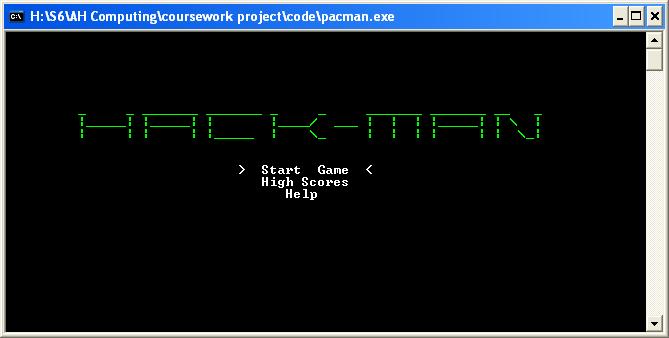 H:\S6\AH Computing\coursework project\code\pacman.exe
HACK-MAN
> Start  Game <
High Scores
Help